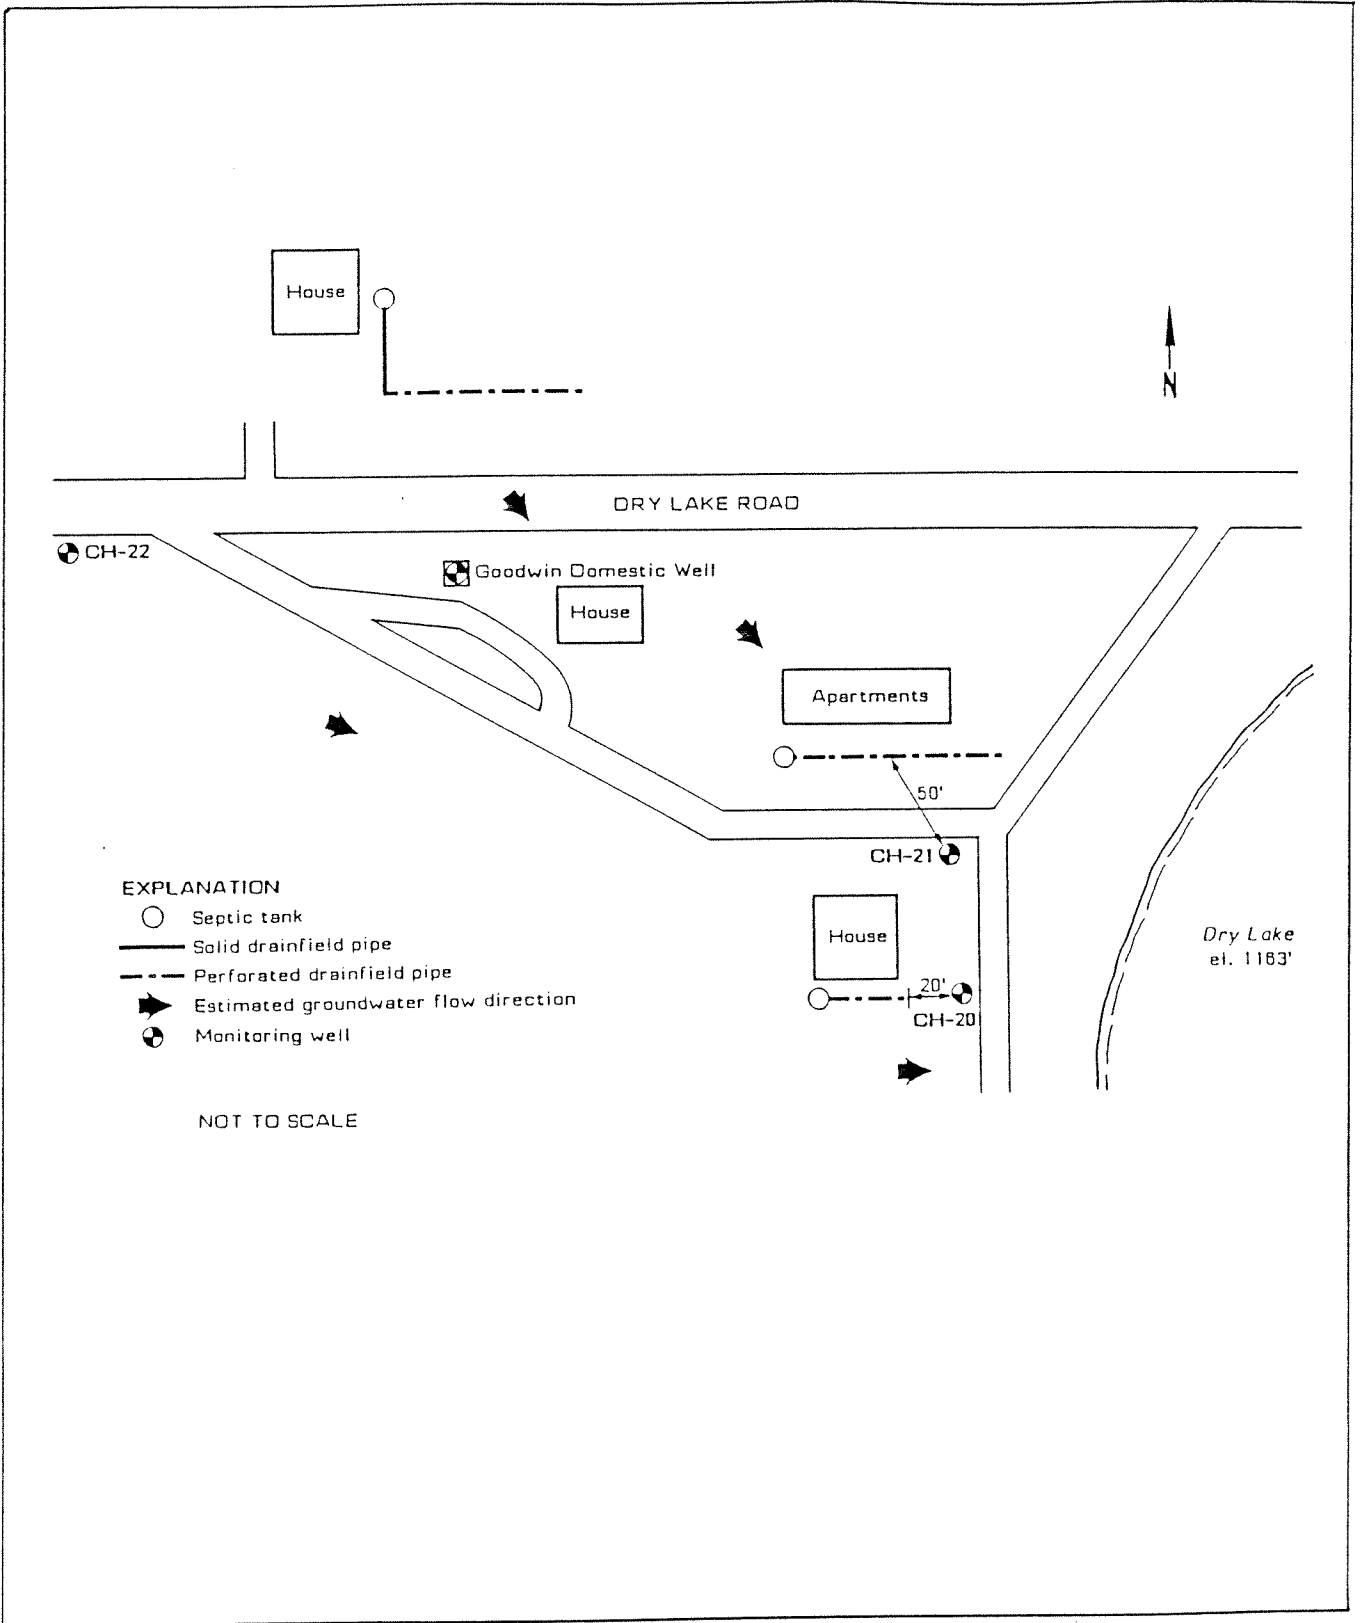 House
N
DRY LAKE ROAD
CH-22
Goodwin Domestic Well
House
Apartments
50'
CH-21
EXPLANATION
Septic tank
Solid drainfield pipe
Perforated drainfield pipe
Estimated groundwater flow direction
Monitoring well
House
Dry Lake
el. 1163'
20'
CH-20
NOT TO SCALE